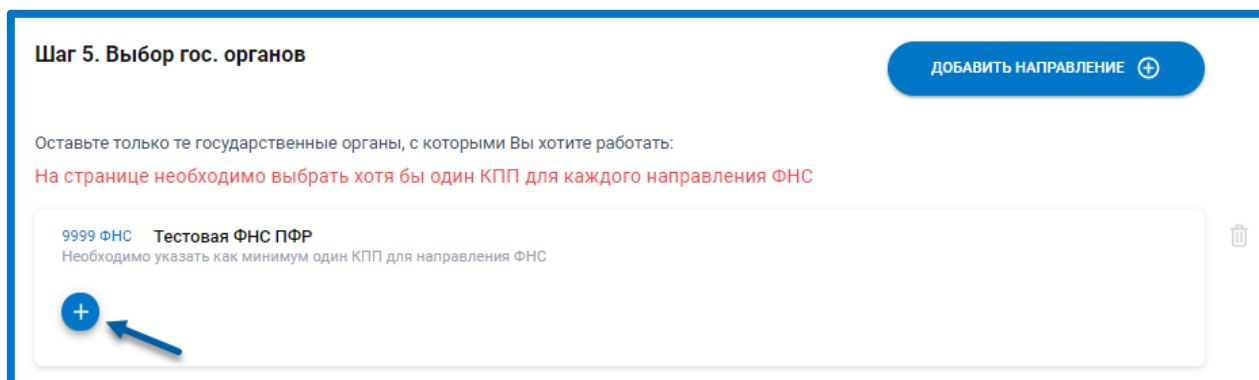 Шаг 5. Выбор гос. органов
ДОБАВИТЬ НАПРАВЛЕНИЕ
Оставьте только те государственные органы, с которыми Вы хотите работать:
На странице необходимо выбрать хотя бы один КПП для каждого направления ФНС
9999 ФНС Тестовая ФНС ПФР
Необходимо указать как минимум один КПП для направления ФНС